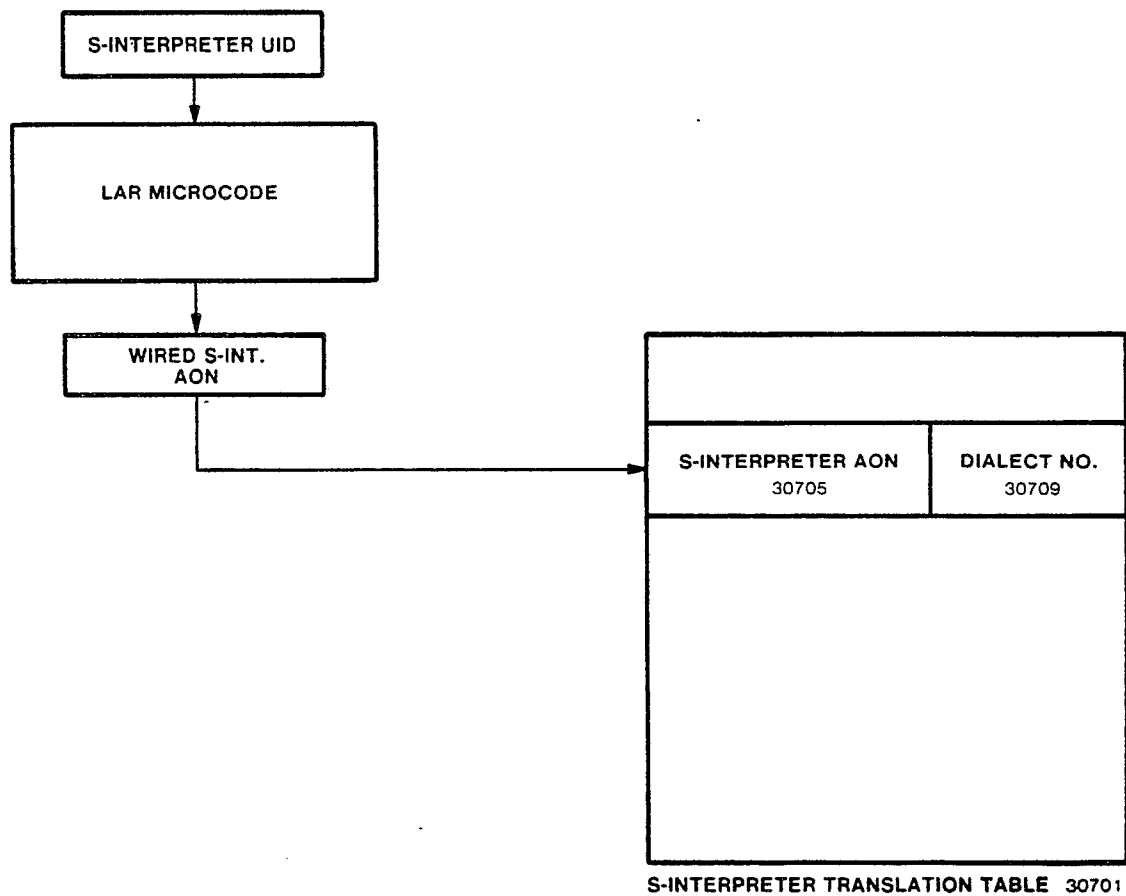 S-INTERPRETER UID
LAR MICROCODE
WIRED S-INT.
AON
S-INTERPRETER AON
30705
DIALECT NO.
30709
S-INTERPRETER TRANSLATION TABLE 30701